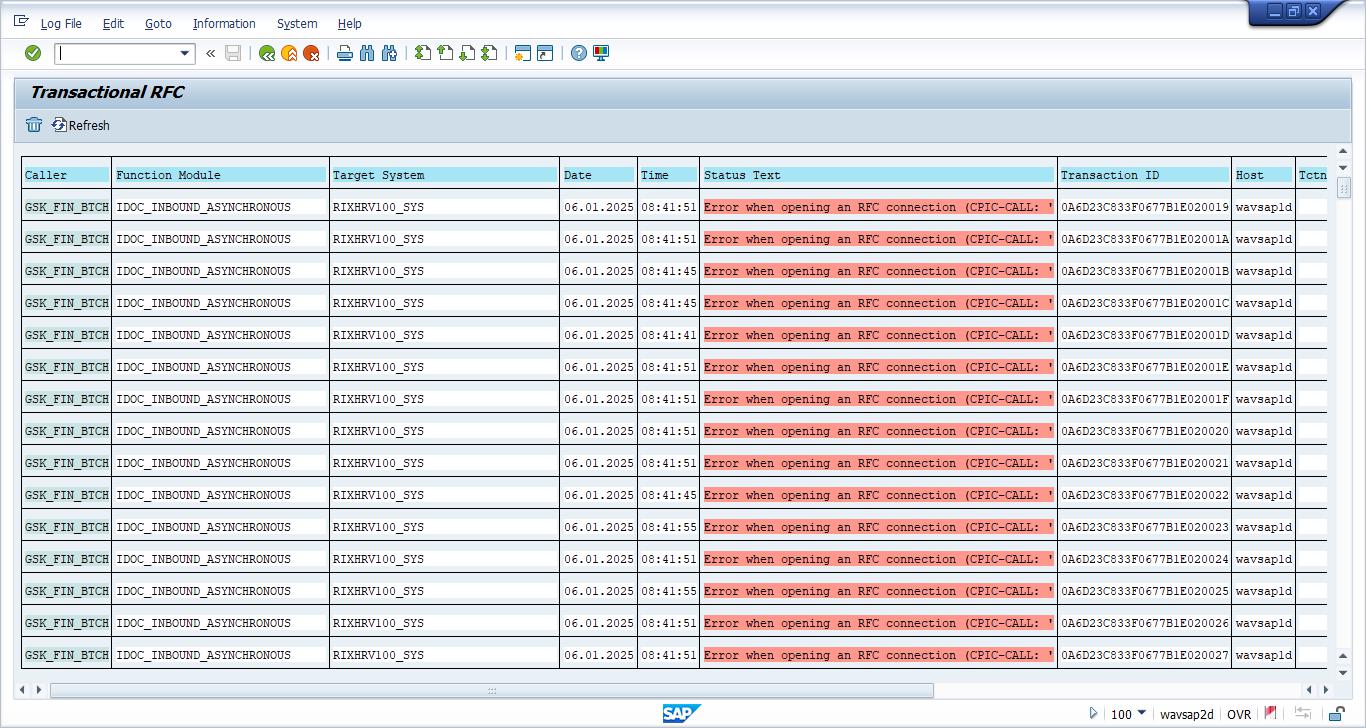 Log File Edit Goto Information System Help
Transactional RFC
Refresh
Caller Function Module Target System Date Time Status Text Transaction ID Host Tctn
GSK_FIN_BTCH IDOC_INBOUND_ASYNCHRONOUS RIXHRV100_SYS 06.01.2025 08:41:51 Error when opening an RFC connection (CPIC-CALL: ' 0A6D23C833F0677B1E020019 wavsapld
GSK_FIN_BTCH IDOC_INBOUND_ASYNCHRONOUS RIXHRV100_SYS 06.01.2025 08:41:51 Error when opening an RFC connection (CPIC-CALL: ' 0A6D23C833F0677B1E02001A wavsapld
GSK_FIN_BTCH IDOC_INBOUND_ASYNCHRONOUS RIXHRV100_SYS 06.01.2025 08:41:45 Error when opening an RFC connection (CPIC-CALL: ' 0A6D23C833F0677B1E02001B wavsapld
GSK_FIN_BTCH IDOC_INBOUND_ASYNCHRONOUS RIXHRV100_SYS 06.01.2025 08:41:45 Error when opening an RFC connection (CPIC-CALL: ' 0A6D23C833F0677B1E02001C wavsapld
GSK_FIN_BTCH IDOC_INBOUND_ASYNCHRONOUS RIXHRV100_SYS 06.01.2025 08:41:41 Error when opening an RFC connection (CPIC-CALL: ' 0A6D23C833F0677B1E02001D wavsapld
GSK_FIN_BTCH IDOC_INBOUND_ASYNCHRONOUS RIXHRV100_SYS 06.01.2025 08:41:51 Error when opening an RFC connection (CPIC-CALL: ' 0A6D23C833F0677B1E02001E wavsapld
GSK_FIN_BTCH IDOC_INBOUND_ASYNCHRONOUS RIXHRV100_SYS 06.01.2025 08:41:51 Error when opening an RFC connection (CPIC-CALL: ' 0A6D23C833F0677B1E02001F wavsapld
GSK_FIN_BTCH IDOC_INBOUND_ASYNCHRONOUS RIXHRV100_SYS 06.01.2025 08:41:51 Error when opening an RFC connection (CPIC-CALL: ' 0A6D23C833F0677B1E020020 wavsapld
GSK_FIN_BTCH IDOC_INBOUND_ASYNCHRONOUS RIXHRV100_SYS 06.01.2025 08:41:51 Error when opening an RFC connection (CPIC-CALL: ' 0A6D23C833F0677B1E020021 wavsapld
GSK_FIN_BTCH IDOC_INBOUND_ASYNCHRONOUS RIXHRV100_SYS 06.01.2025 08:41:45 Error when opening an RFC connection (CPIC-CALL: ' 0A6D23C833F0677B1E020022 wavsapld
GSK_FIN_BTCH IDOC_INBOUND_ASYNCHRONOUS RIXHRV100_SYS 06.01.2025 08:41:55 Error when opening an RFC connection (CPIC-CALL: ' 0A6D23C833F0677B1E020023 wavsapld
GSK_FIN_BTCH IDOC_INBOUND_ASYNCHRONOUS RIXHRV100_SYS 06.01.2025 08:41:51 Error when opening an RFC connection (CPIC-CALL: ' 0A6D23C833F0677B1E020024 wavsapld
GSK_FIN_BTCH IDOC_INBOUND_ASYNCHRONOUS RIXHRV100_SYS 06.01.2025 08:41:55 Error when opening an RFC connection (CPIC-CALL: ' 0A6D23C833F0677B1E020025 wavsapld
GSK_FIN_BTCH IDOC_INBOUND_ASYNCHRONOUS RIXHRV100_SYS 06.01.2025 08:41:51 Error when opening an RFC connection (CPIC-CALL: ' 0A6D23C833F0677B1E020026 wavsapld
GSK_FIN_BTCH IDOC_INBOUND_ASYNCHRONOUS RIXHRV100_SYS 06.01.2025 08:41:51 Error when opening an RFC connection (CPIC-CALL: ' 0A6D23C833F0677B1E020027 wavsapld
SAP 100 wavsap2d OVR